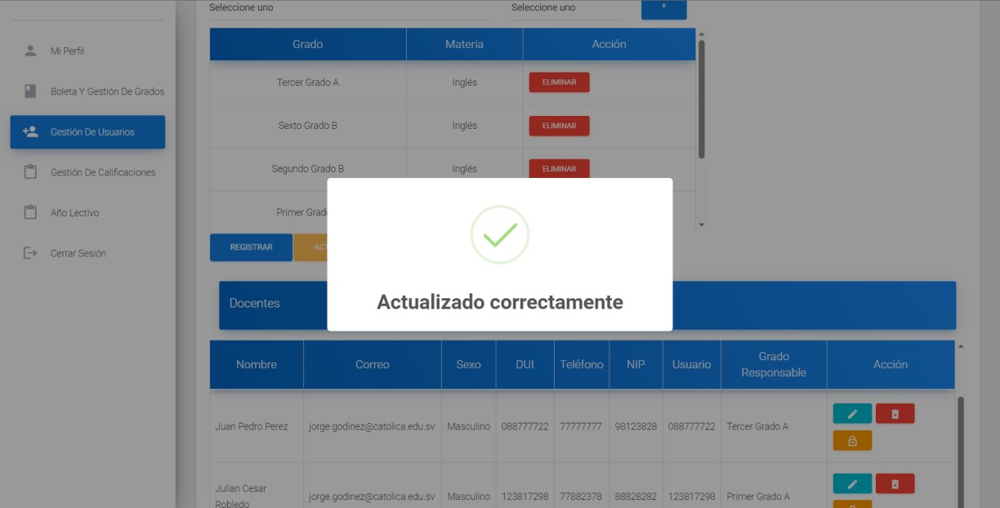 Seleccione uno Seleccione uno +
Grado Materia Acción
Mi Perfil
Tercer Grado A Inglés ELIMINAR
Boleta Y Gestión De Grados
Sexto Grado B Inglés ELIMINAR
Gestión De Usuarios
Segundo Grado B Inglés ELIMINAR
Gestión De Calificaciones
Primer
Año Lectivo
REGISTRAR
Cerrar Sesión
Actualizado correctamente
Docentes
Nombre Correo Sexo DUI Teléfono NIP Usuario Grado Responsable Acción
Juan Pedro Perez jorge.godinez@catolica.edu.sv Masculino 088777722 77777777 98123828 088777722 Tercer Grado A
Julian Cesar Robledo jorge.godinez@catolica.edu.sv Masculino 123817298 77882378 88828282 123817298 Primer Grado A